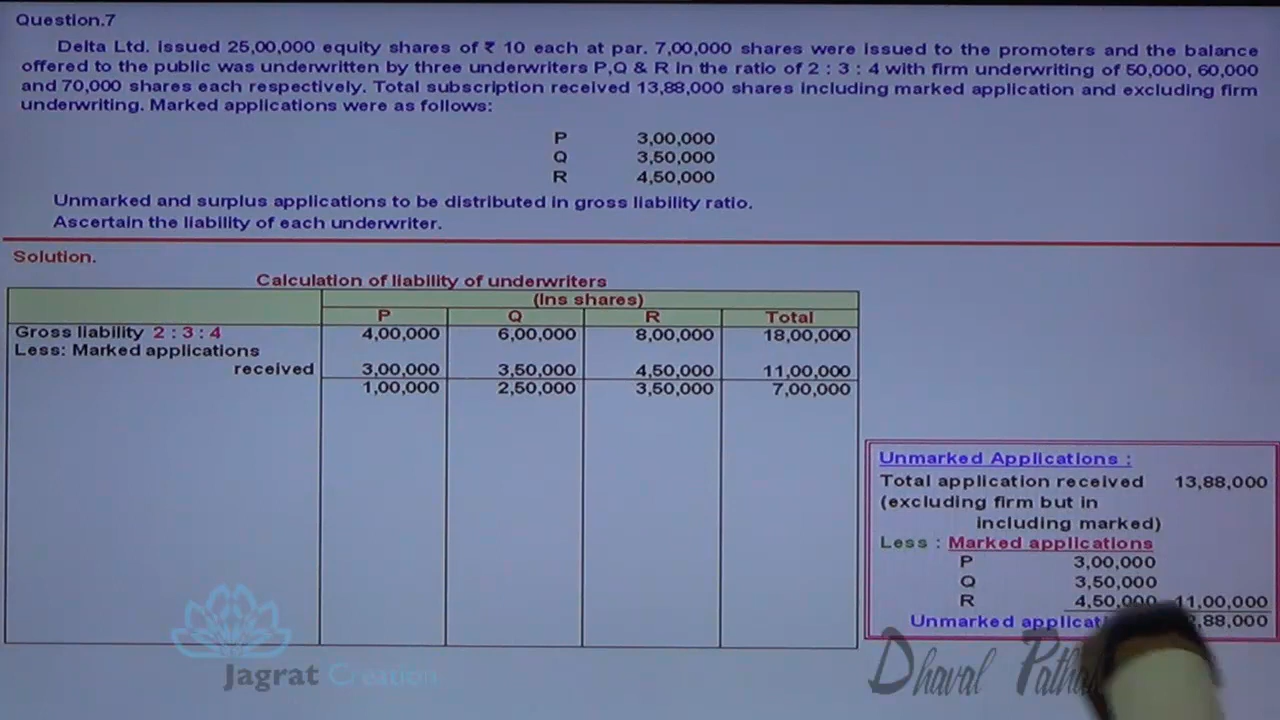 Question.7
Delta Ltd. issued 25,00,000 equity shares of ₹ 10 each at par. 7,00,000 shares were issued to the promoters and the balance
offered to the public was underwritten by three underwriters P,Q & R in the ratio of 2 : 3 : 4 with firm underwriting of 50,000, 60,000
and 70,000 shares each respectively. Total subscription received 13,88,000 shares including marked application and excluding firm
underwriting. Marked applications were as follows:
P 3,00,000
Q 3,50,000
R 4,50,000
Unmarked and surplus applications to be distributed in gross liability ratio.
Ascertain the liability of each underwriter.
Solution.
Calculation of liability of underwriters
(Ins shares)
P Q R Total
Gross liability 2 : 3 : 4 4,00,000 6,00,000 8,00,000 18,00,000
Less: Marked applications
received 3,00,000 3,50,000 4,50,000 11,00,000
1,00,000 2,50,000 3,50,000 7,00,000
Unmarked Applications :
Total application received 13,88,000
(excluding firm but in
including marked)
Less : Marked applications
P 3,00,000
Q 3,50,000
R 4,50,000 11,00,000
Unmarked
Jagrat Creation
Dhaval